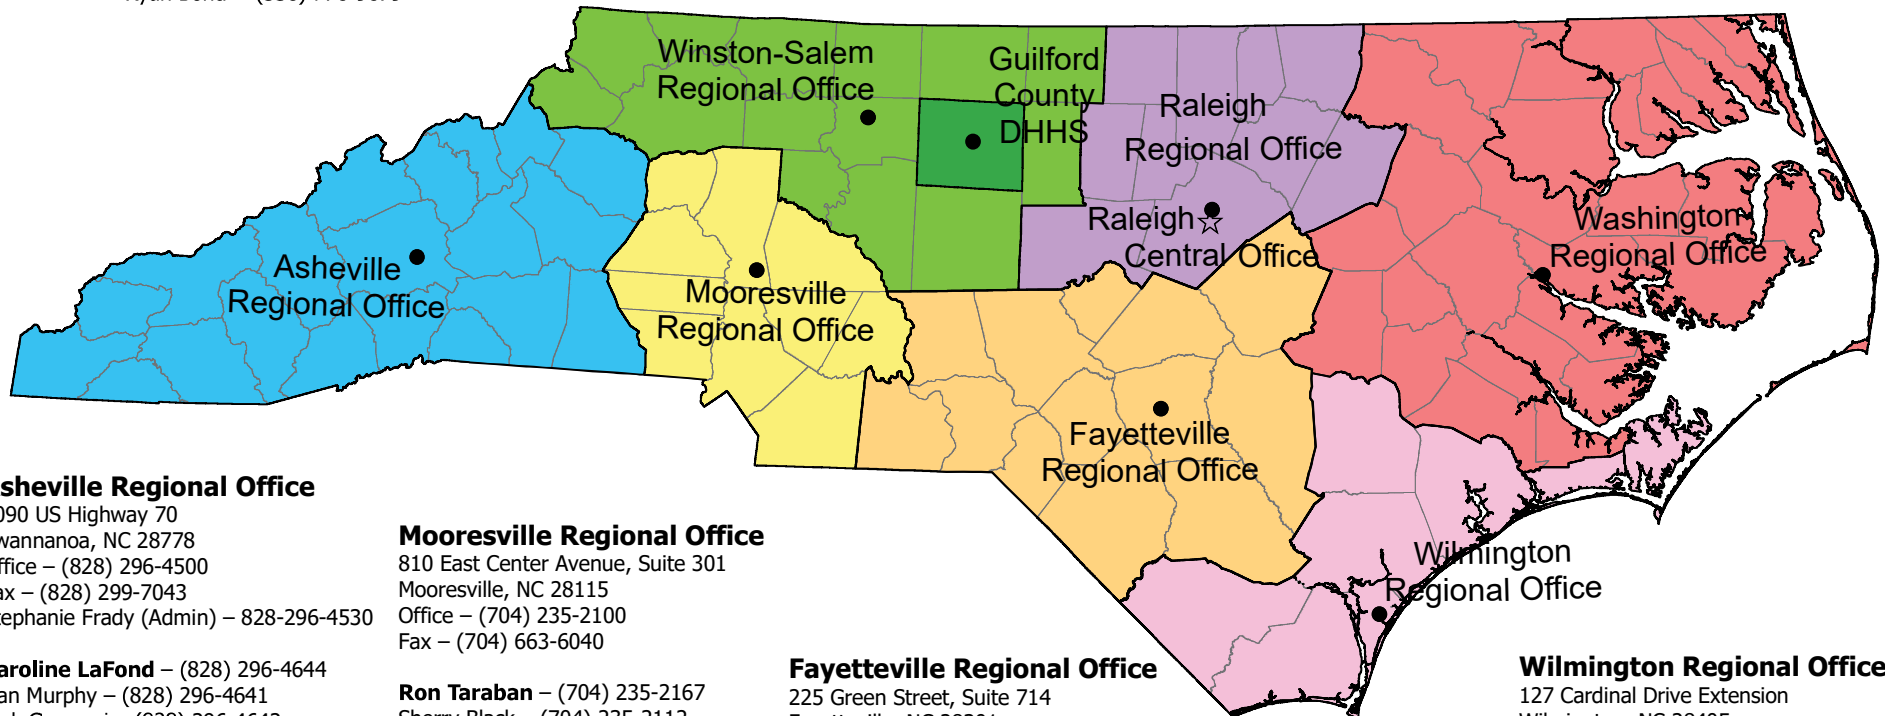 Winston-Salem
Regional Office
Guilford
County
DHHS
Raleigh
Regional Office
Raleigh
Central Office
Washington
Regional Office
Asheville
Regional Office
Mooresville
Regional Office
Fayetteville
Regional Office
Wilmington
Regional Office
sheville Regional Office
090 US Highway 70
wannanoa, NC 28778
ffice – (828) 296-4500
ax – (828) 299-7043
tephanie Frady (Admin) – 828-296-4530
aroline LaFond – (828) 296-4644
an Murphy – (828) 296-4641
Mooresville Regional Office
810 East Center Avenue, Suite 301
Mooresville, NC 28115
Office – (704) 235-2100
Fax – (704) 663-6040
Ron Taraban – (704) 235-2167
Fayetteville Regional Office
225 Green Street, Suite 714
Wilmington Regional Office
127 Cardinal Drive Extension